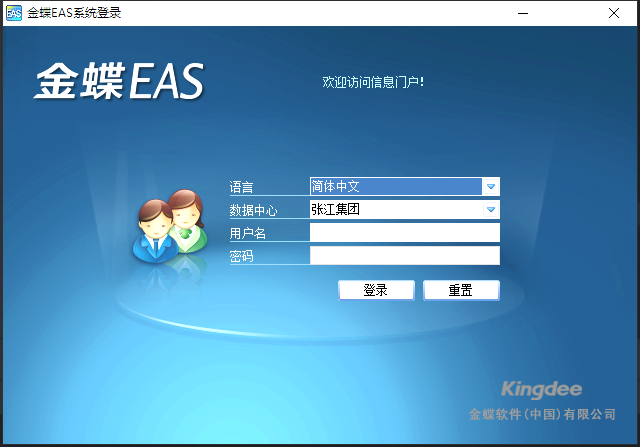 EAS 金蝶EAS系统登录
金蝶EAS
欢迎访问信息门户!
语言 简体中文
数据中心 张江集团
用户名
密码
登录 重置
Kingdee
金蝶软件(中国)有限公司